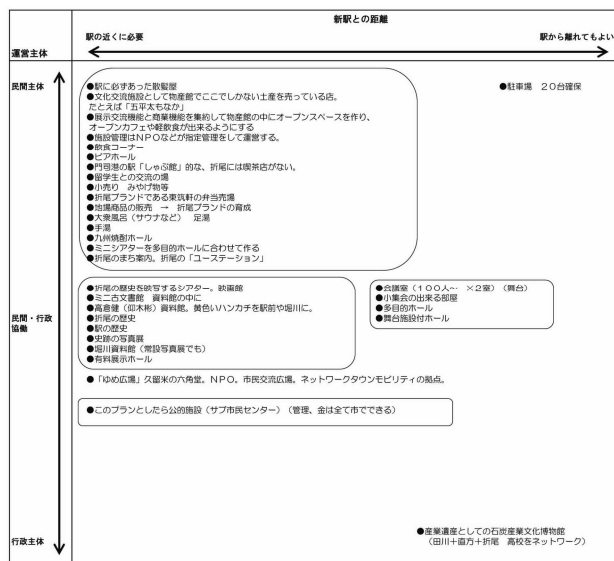 新駅との距離
駅の近くに必要
駅から離れてもよい
運営主体
民間主体
●駅に必ずあった散髪屋
●文化交流施設として物産館でここでしかない土産を売っている店。
たとえば「五平太もなか」
●展示交流機能と商業機能を集約して物産館の中にオープンスペースを作り、
オープンカフェや軽飲食が出来るようにする
●施設管理はNPOなどが指定管理をして運営する。
●飲食コーナー
●ビアホール
●門司港の駅「しゃぶ館」的な、折尾には喫茶店がない。
●留学生との交流の場
●小売り みやげ物等
●折尾ブランドである東筑軒の弁当売場
●地場商品の販売 → 折尾ブランドの育成
●大衆風呂（サウナなど） 足湯
●手湯
●九州焼酎ホール
●ミニシアターを多目的ホールに合わせて作る
●折尾のまち案内。折尾の「ユーステーション」
●駐車場 20台確保
民間・行政
協働
●折尾の歴史を映写するシアター。映画館
●ミニ古文書館 資料館の中に
●高倉健（仰木彬）資料館。黄色いハンカチを駅前や堀川に。
●折尾の歴史
●駅の歴史
●史跡の写真展
●堀川資料館（常設写真展でも）
●有料展示ホール
●会議室（100人～ ×2室）（舞台）
●小集会の出来る部屋
●多目的ホール
●舞台施設付ホール
●「ゆめ広場」久留米の六角堂。NPO。市民交流広場。ネットワークタウンモビリティの拠点。
●このプランとしたら公的施設（サブ市民センター）（管理、金は全て市でできる）
行政主体
●産業遺産としての石炭産業文化博物館
（田川＋直方＋折尾 高校をネットワーク）